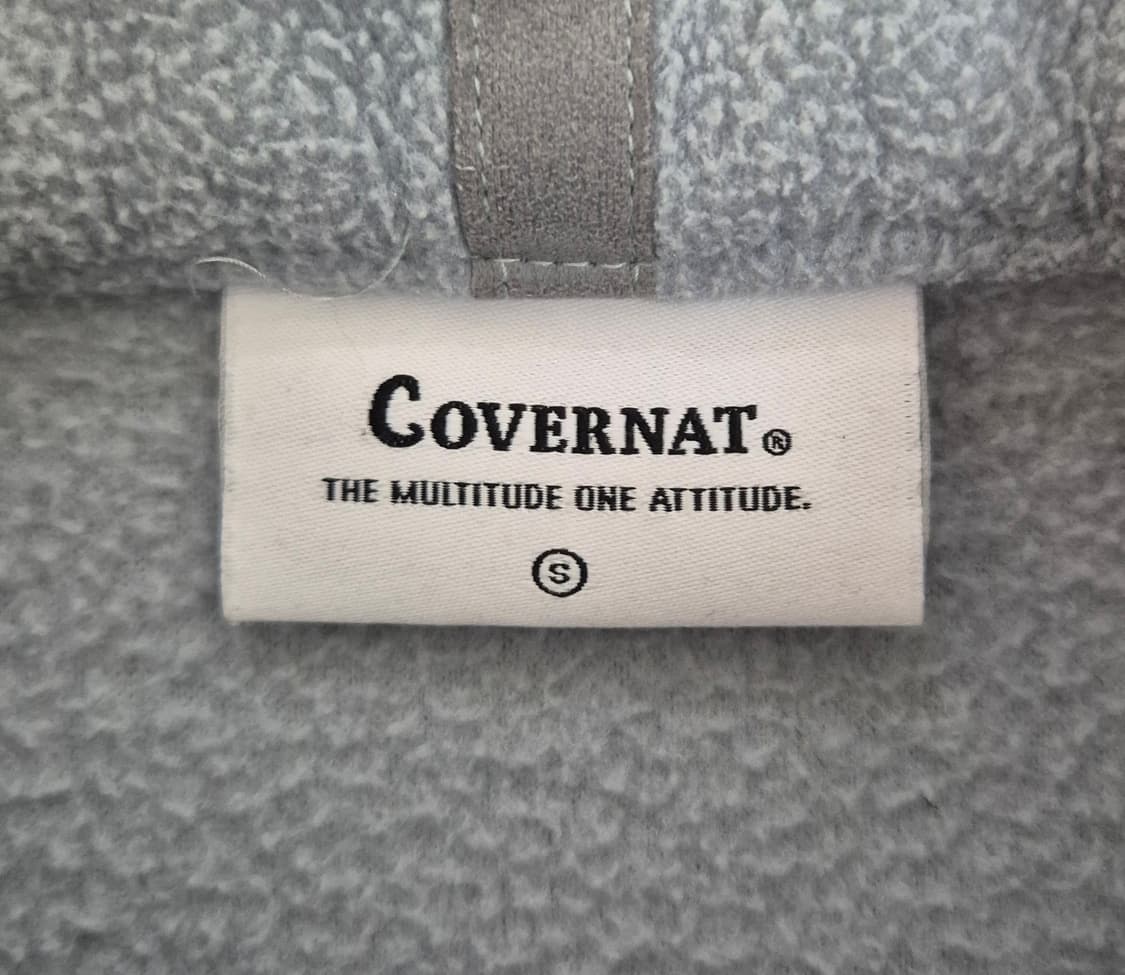 COVERNAT®
THE MULTITUDE ONE ATTITUDE.
S